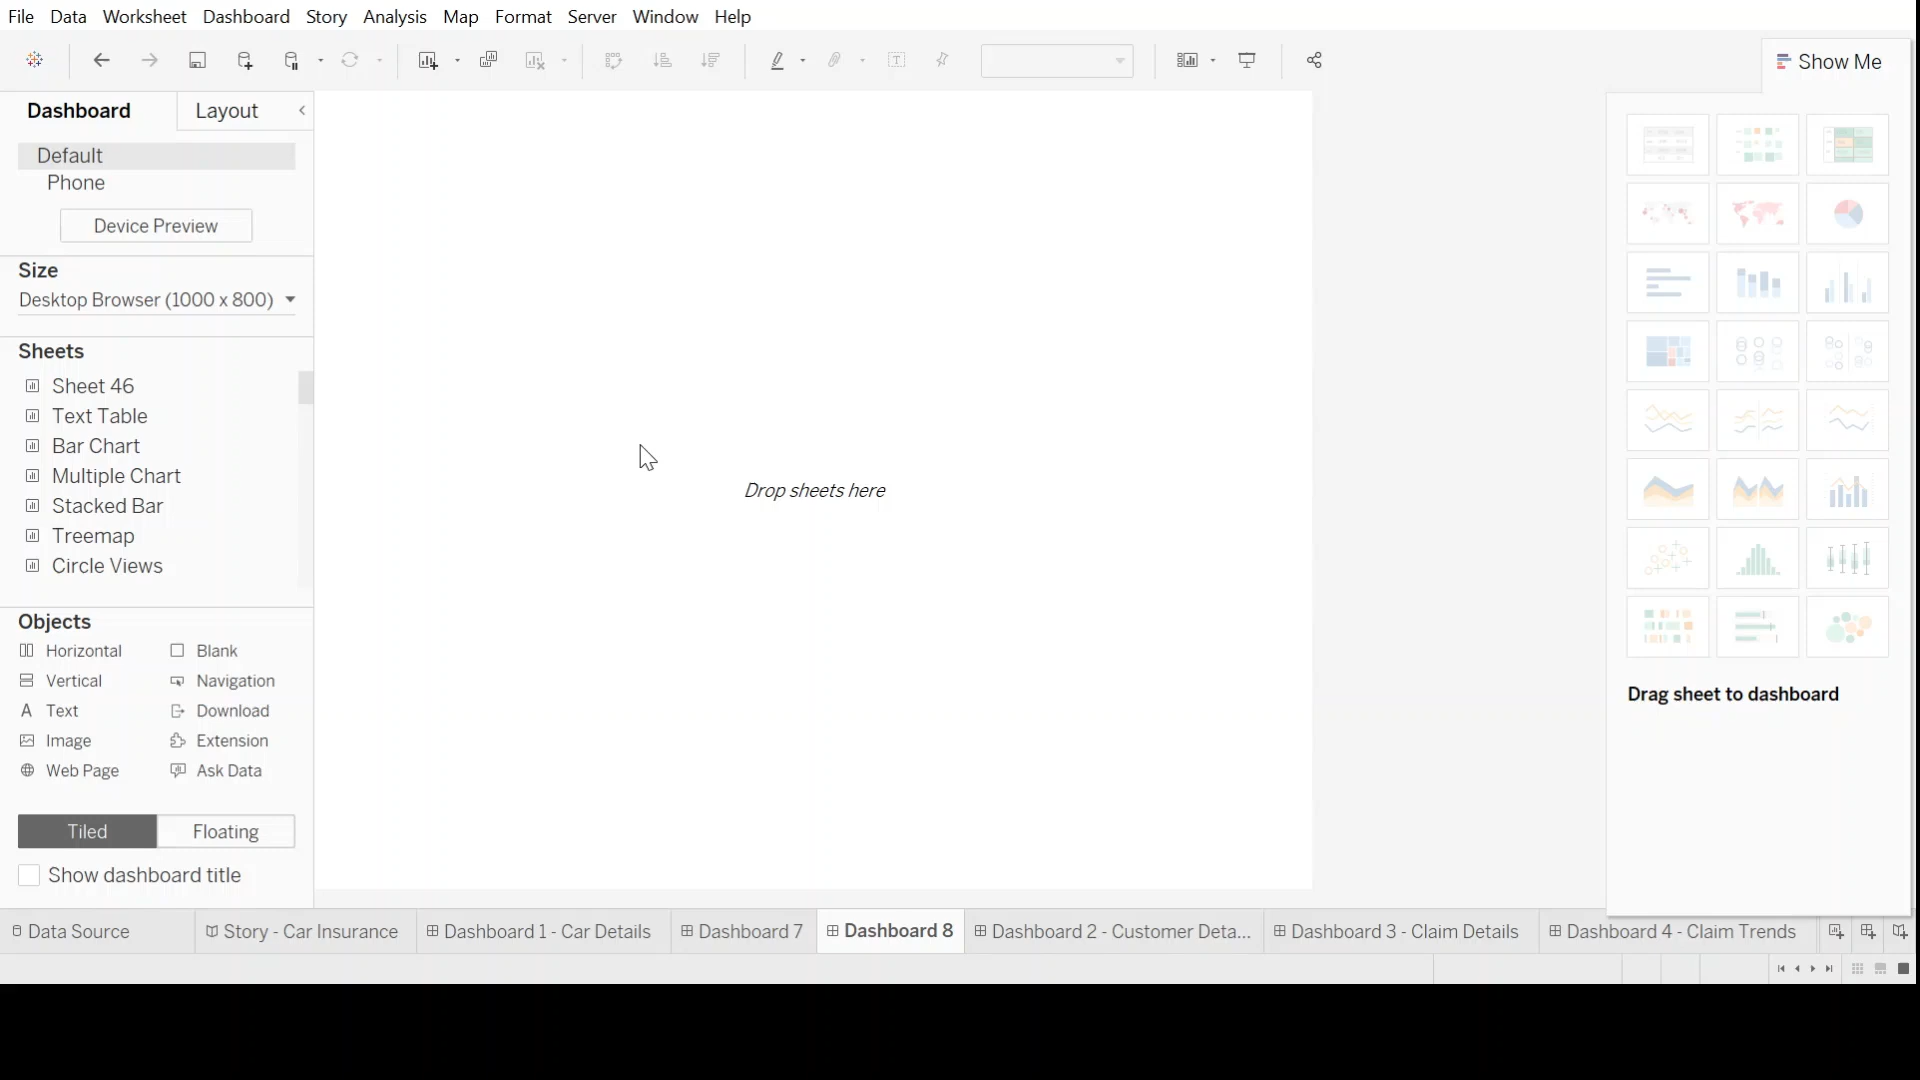 File Data Worksheet Dashboard Story Analysis Map Format Server Window Help
Show Me
Dashboard Layout
Default
Phone
Device Preview
Size
Desktop Browser (1000 x 800)
Sheets
Sheet 46
Text Table
Bar Chart
Multiple Chart
Stacked Bar
Treemap
Circle Views
Drop sheets here
Objects
Horizontal Blank
Vertical Navigation
A Text Download
Image Extension
Web Page Ask Data
Tiled Floating
Show dashboard title
Drag sheet to dashboard
Data Source Story - Car Insurance Dashboard 1 - Car Details Dashboard 7 Dashboard 8 Dashboard 2 - Customer Deta... Dashboard 3 - Claim Details Dashboard 4 - Claim Trends